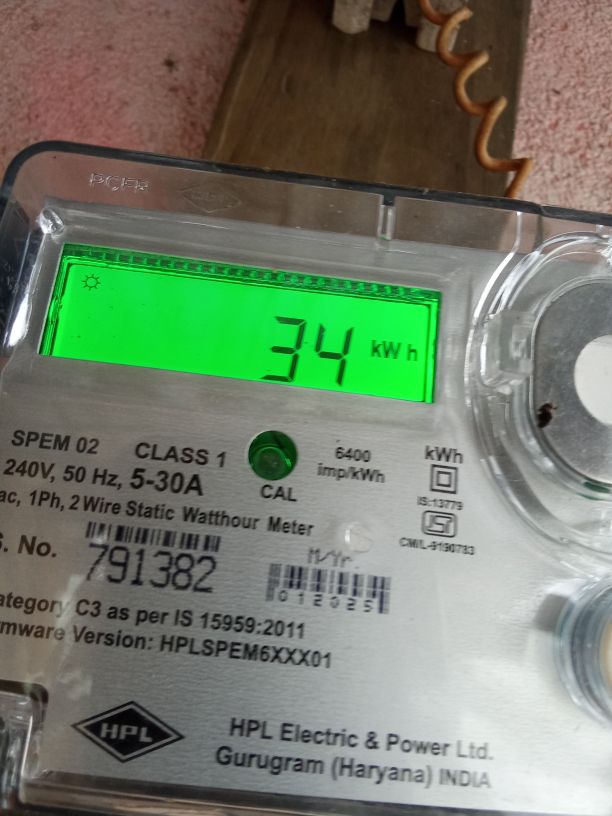 34 kWh
SPEM 02 CLASS 1
6400
imp/kWh
kWh
240V, 50 Hz, 5-30A
CAL
IS:13779
ac, 1Ph, 2 Wire Static Watthour Meter
CM/L-9190783
S. No.
791382
M/Yr.
012025
ategory C3 as per IS 15959:2011
mware Version: HPLSPEM6XXX01
HPL
HPL Electric & Power Ltd.
Gurugram (Haryana) INDIA